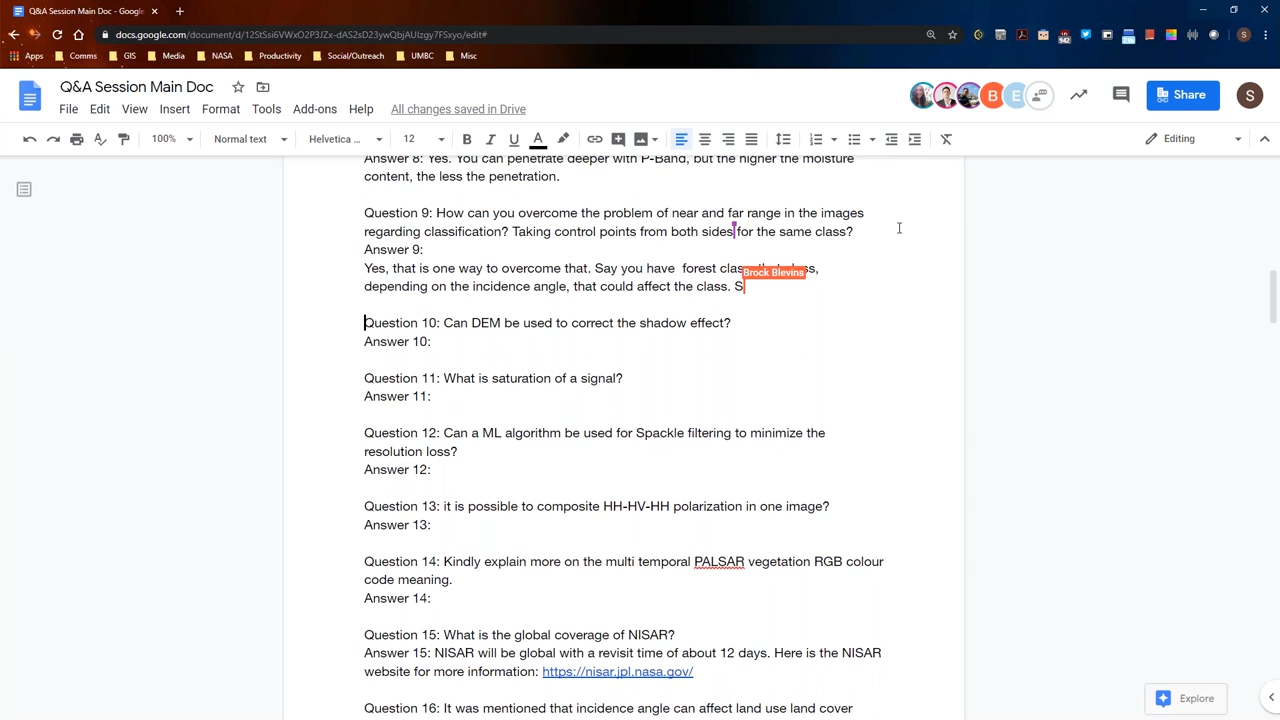 Q&A Session Main Doc - Google
docs.google.com/document/d/12StSsi6VWxO2P3JZx-dAS2sD23ywQbjAUIzgy7FSxyo/edit#
Apps Comms GIS Media NASA Productivity Social/Outreach UMBC Misc
942
S
Q&A Session Main Doc
B E
Share
S
File Edit View Insert Format Tools Add-ons Help All changes saved in Drive
100% Normal text Helvetica ... 12 B I U A Editing
Answer 8: Yes. You can penetrate deeper with P-Band, but the higher the moisture
content, the less the penetration.
Question 9: How can you overcome the problem of near and far range in the images
regarding classification? Taking control points from both sides for the same class?
Answer 9:
Yes, that is one way to overcome that. Say you have forest
Brock Blevins
depending on the incidence angle, that could affect the class. S
Question 10: Can DEM be used to correct the shadow effect?
Answer 10:
Question 11: What is saturation of a signal?
Answer 11:
Question 12: Can a ML algorithm be used for Spackle filtering to minimize the
resolution loss?
Answer 12:
Question 13: it is possible to composite HH-HV-HH polarization in one image?
Answer 13:
Question 14: Kindly explain more on the multi temporal PALSAR vegetation RGB colour
code meaning.
Answer 14:
Question 15: What is the global coverage of NISAR?
Answer 15: NISAR will be global with a revisit time of about 12 days. Here is the NISAR
website for more information: https://nisar.jpl.nasa.gov/
Question 16: It was mentioned that incidence angle can affect land use land cover
Explore